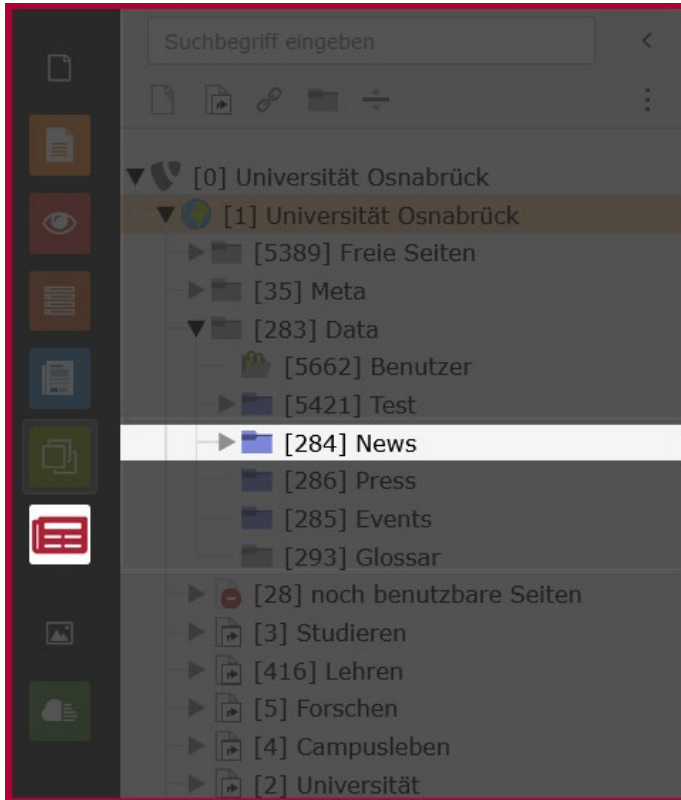 Suchbegriff eingeben
[0] Universität Osnabrück
[1] Universität Osnabrück
[5389] Freie Seiten
[35] Meta
[283] Data
[5662] Benutzer
[5421] Test
[284] News
[286] Press
[285] Events
[293] Glossar
[28] noch benutzbare Seiten
[3] Studieren
[416] Lehren
[5] Forschen
[4] Campusleben
[2] Universität